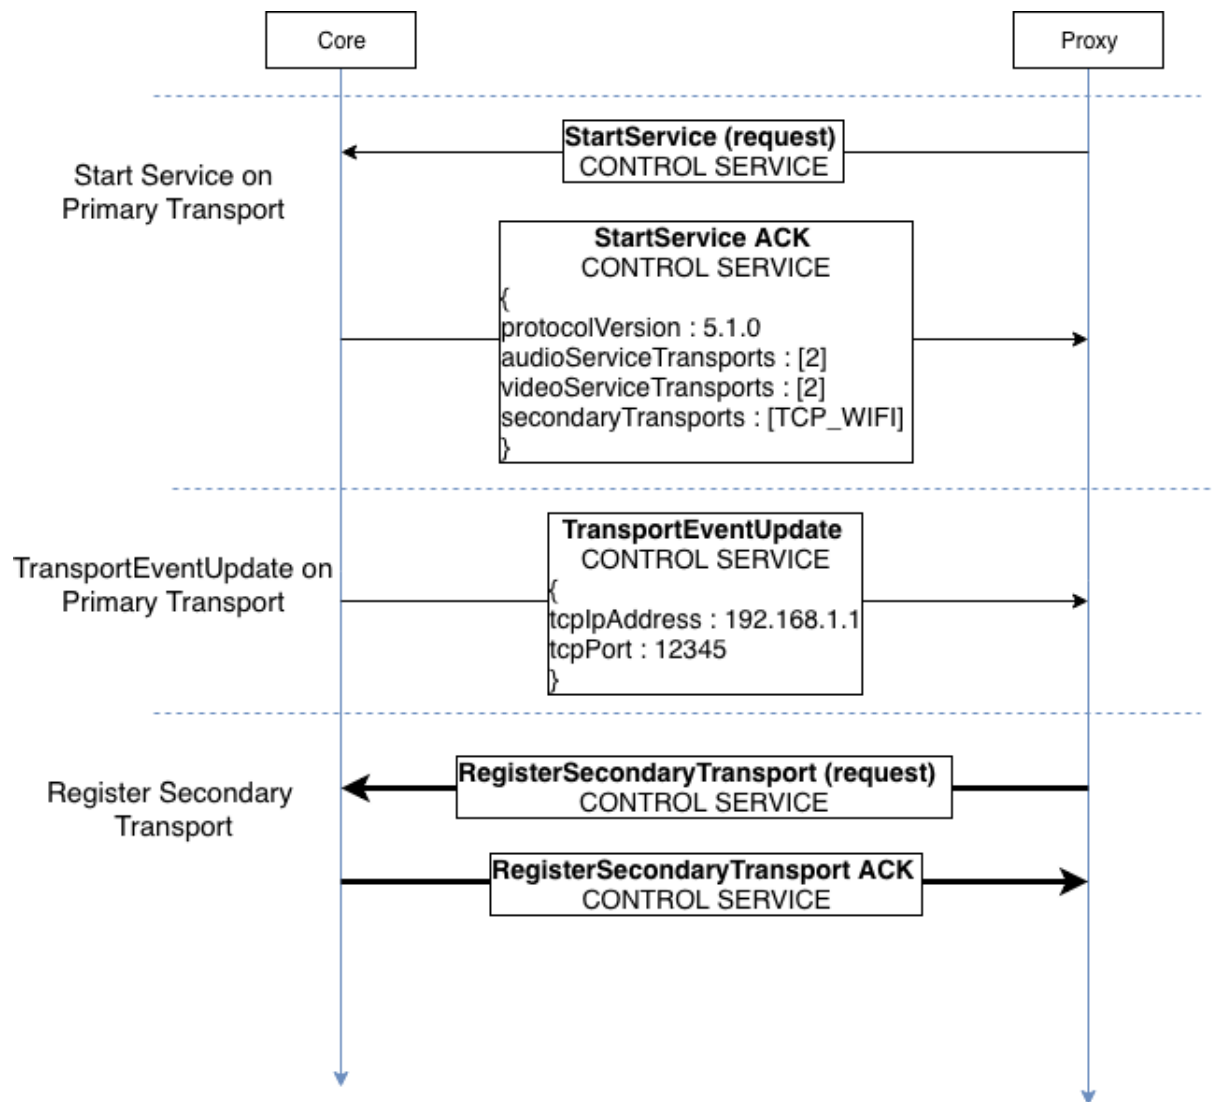 Core
Proxy
Start Service on
Primary Transport
StartService (request)
CONTROL SERVICE
StartService ACK
CONTROL SERVICE
{
protocolVersion : 5.1.0
audioServiceTransports : [2]
videoServiceTransports : [2]
secondaryTransports : [TCP_WIFI]
}
TransportEventUpdate on
Primary Transport
TransportEventUpdate
CONTROL SERVICE
{
tcpIpAddress : 192.168.1.1
tcpPort : 12345
}
Register Secondary
Transport
RegisterSecondaryTransport (request)
CONTROL SERVICE
RegisterSecondaryTransport ACK
CONTROL SERVICE